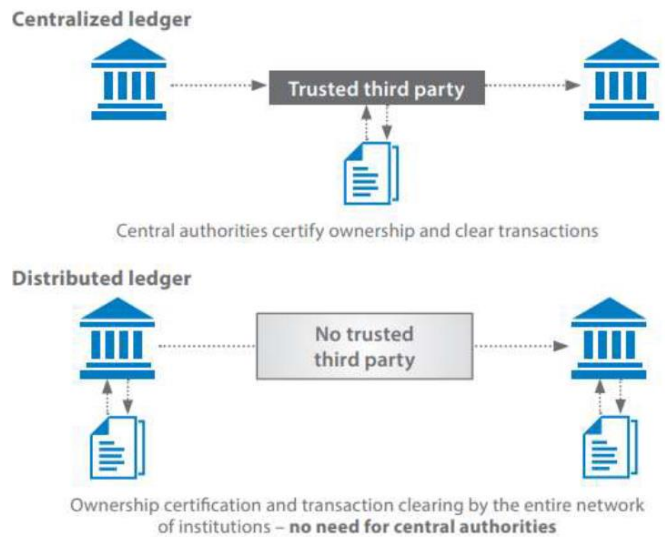 Centralized ledger
Trusted third party
Central authorities certify ownership and clear transactions
Distributed ledger
No trusted
third party
Ownership certification and transaction clearing by the entire network
of institutions – no need for central authorities